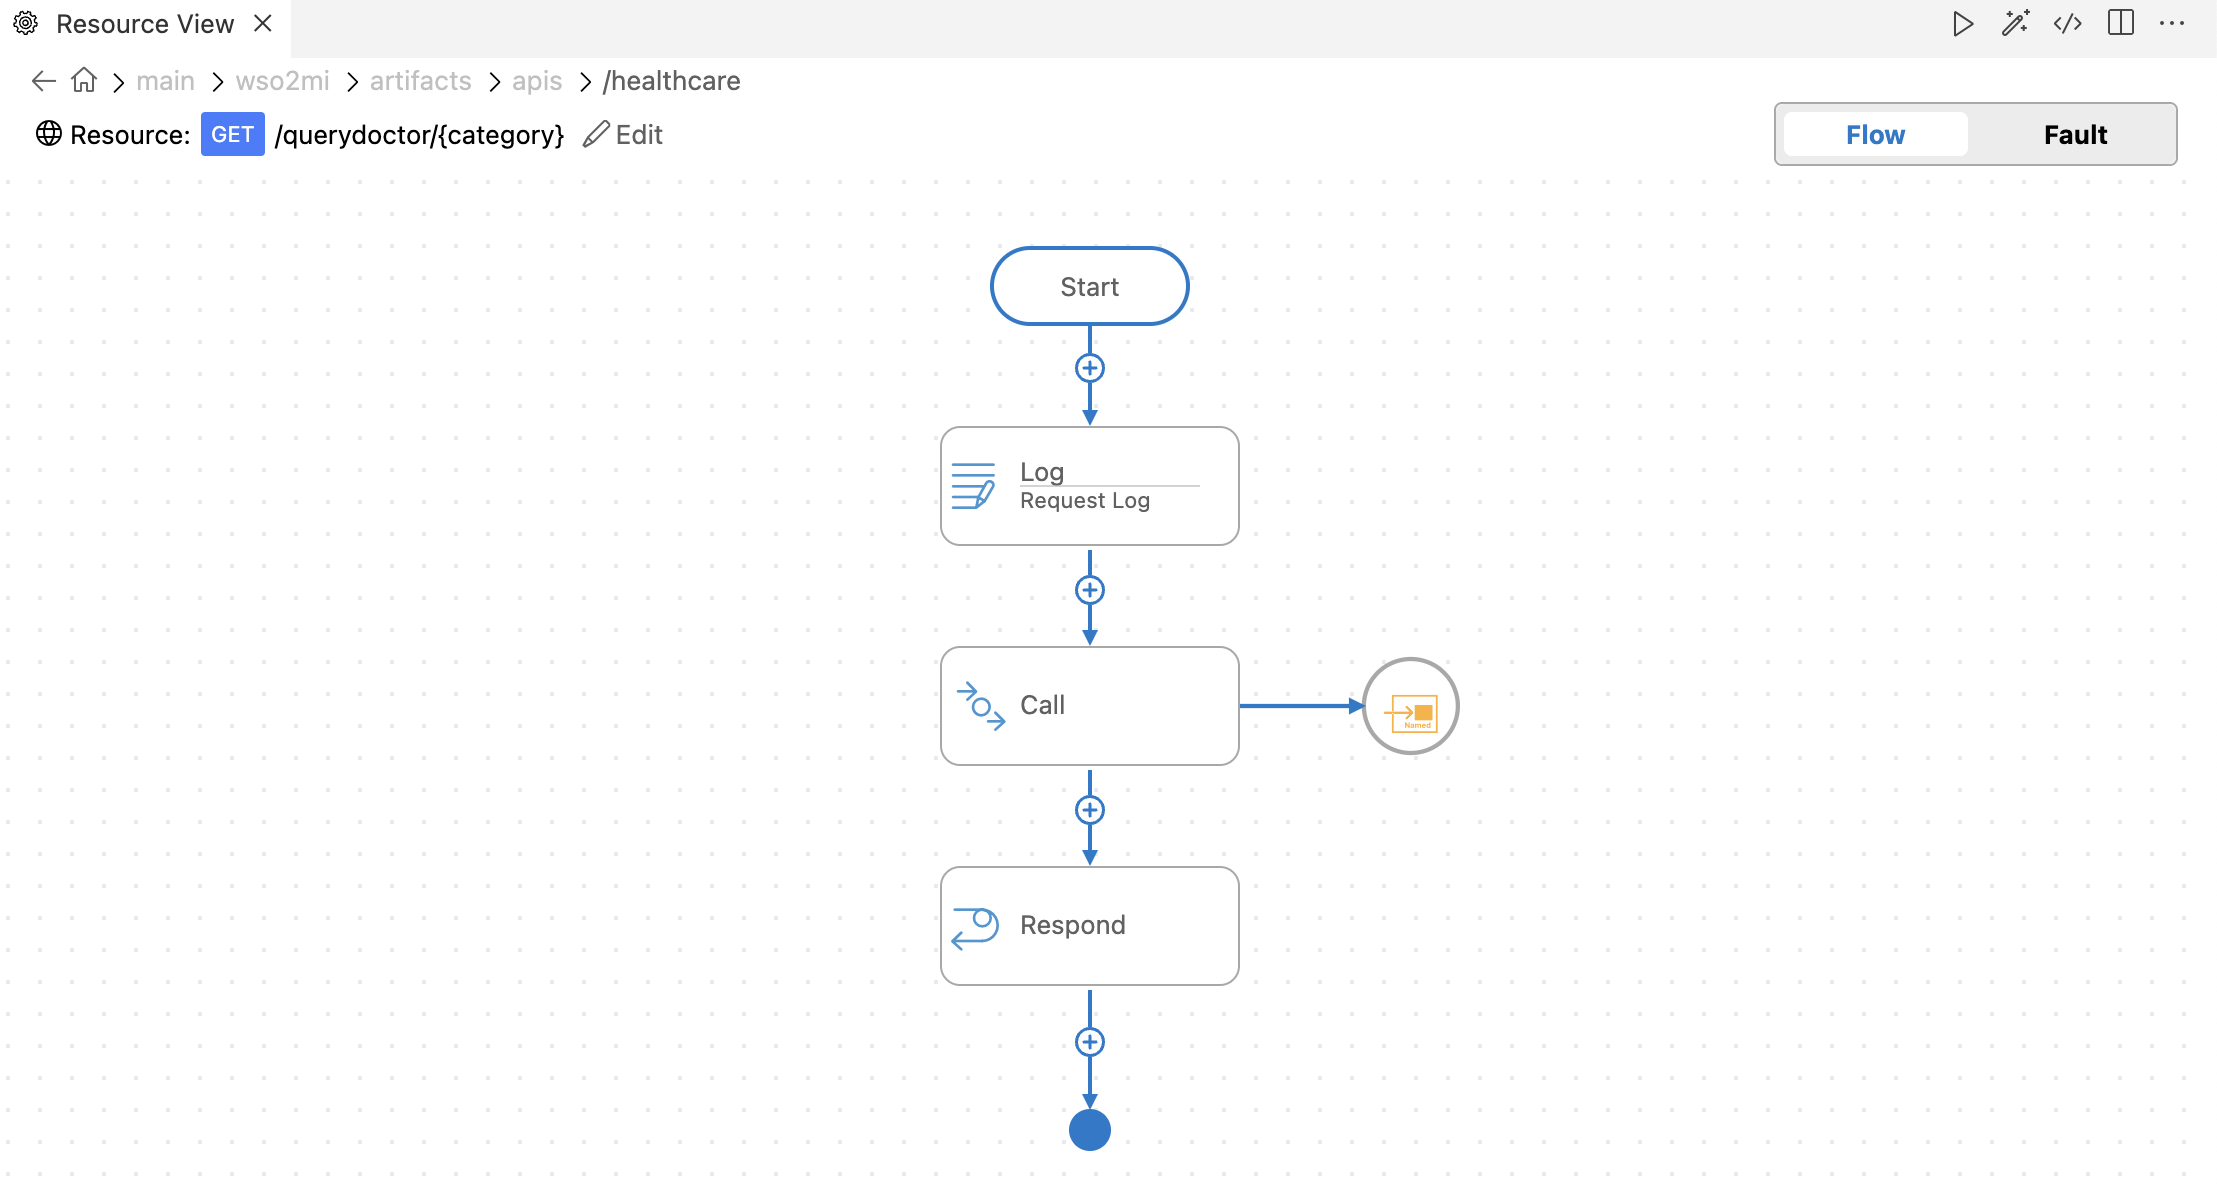 Resource View
main wso2mi artifacts apis /healthcare
Resource: GET /querydoctor/{category} Edit
Flow Fault
Start
Log
Request Log
Call
Named
Respond